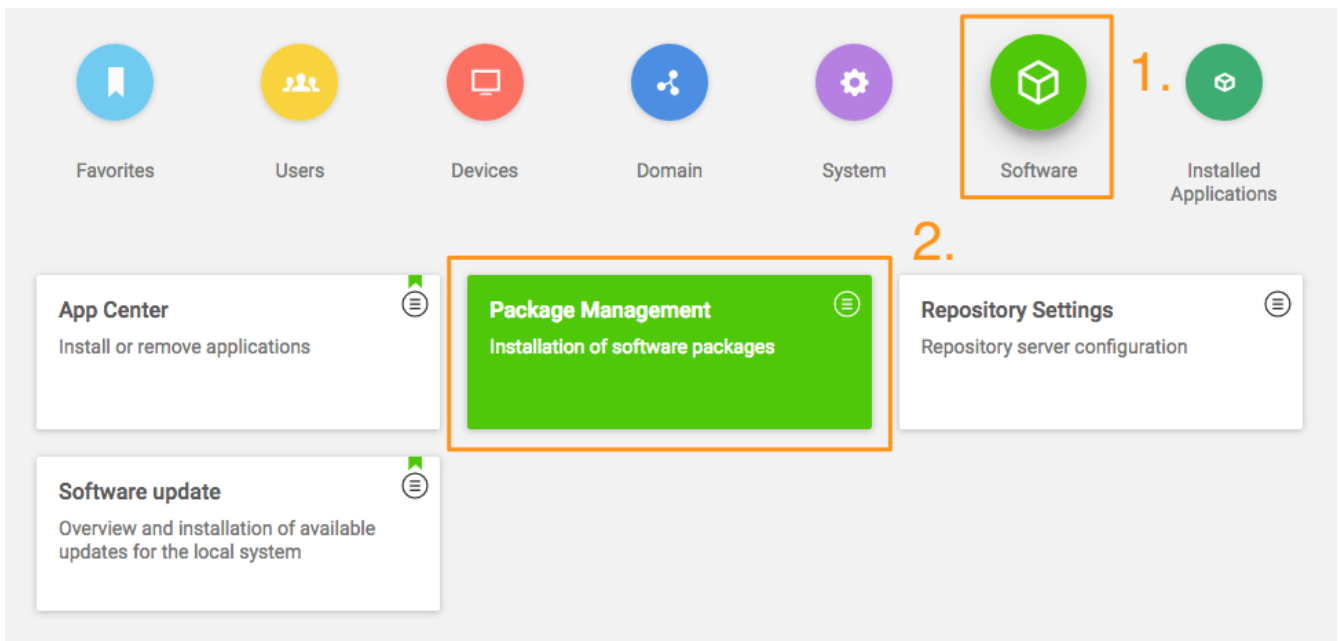 1.
Favorites
Users
Devices
Domain
System
Software
Installed
Applications
2.
App Center
Install or remove applications
Package Management
Installation of software packages
Repository Settings
Repository server configuration
Software update
Overview and installation of available
updates for the local system